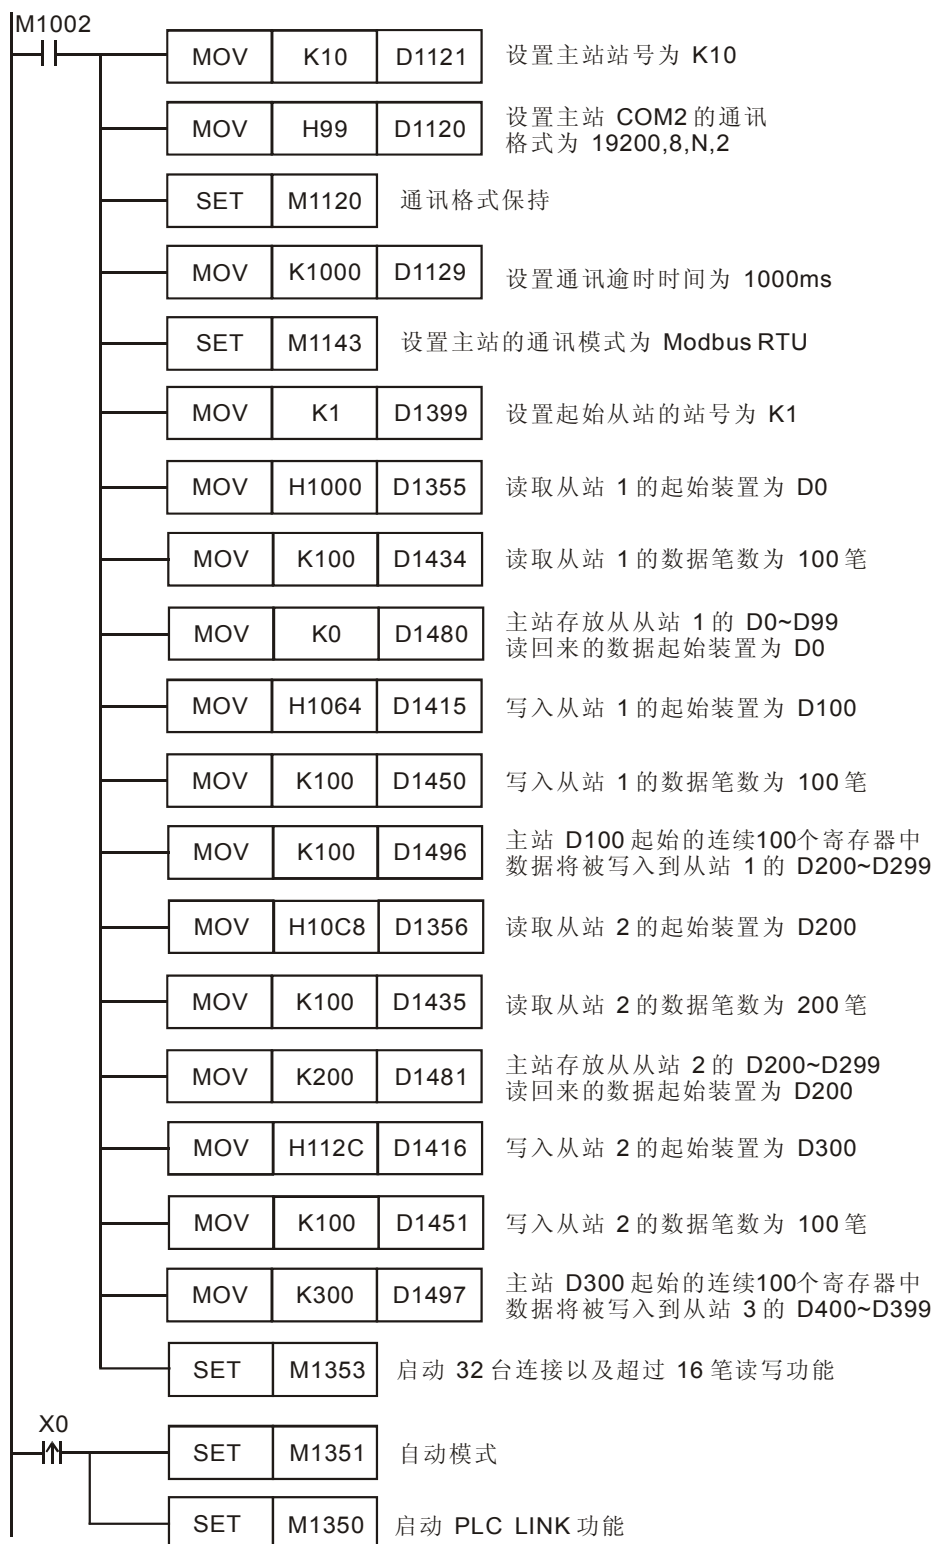 M1002
MOV K10 D1121 设置主站站号为 K10
MOV H99 D1120 设置主站 COM2 的通讯
格式为 19200,8,N,2
SET M1120 通讯格式保持
MOV K1000 D1129 设置通讯逾时时间为 1000ms
SET M1143 设置主站的通讯模式为 Modbus RTU
MOV K1 D1399 设置起始从站的站号为 K1
MOV H1000 D1355 读取从站 1 的起始装置为 D0
MOV K100 D1434 读取从站 1 的数据笔数为 100 笔
MOV K0 D1480 主站存放从从站 1 的 D0~D99
读回来的数据起始装置为 D0
MOV H1064 D1415 写入从站 1 的起始装置为 D100
MOV K100 D1450 写入从站 1 的数据笔数为 100 笔
MOV K100 D1496 主站 D100 起始的连续100个寄存器中
数据将被写入到从站 1 的 D200~D299
MOV H10C8 D1356 读取从站 2 的起始装置为 D200
MOV K100 D1435 读取从站 2 的数据笔数为 200 笔
MOV K200 D1481 主站存放从从站 2 的 D200~D299
读回来的数据起始装置为 D200
MOV H112C D1416 写入从站 2 的起始装置为 D300
MOV K100 D1451 写入从站 2 的数据笔数为 100 笔
MOV K300 D1497 主站 D300 起始的连续100个寄存器中
数据将被写入到从站 3 的 D400~D399
SET M1353 启动 32 台连接以及超过 16 笔读写功能
X0
SET M1351 自动模式
SET M1350 启动 PLC LINK 功能